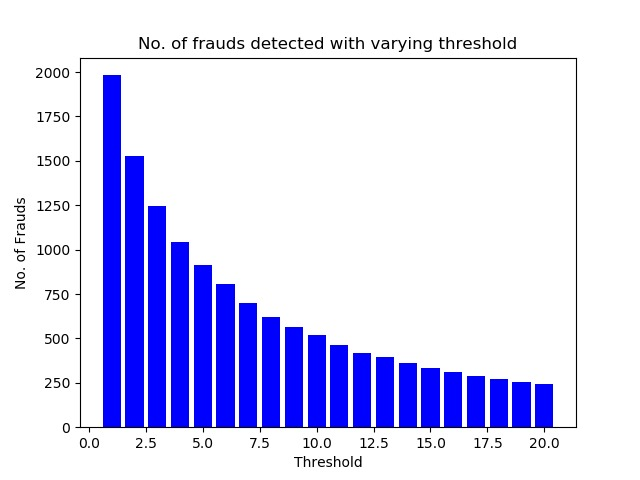 No. of frauds detected with varying threshold
2000
1750
1500
1250
1000
750
500
250
0
No. of Frauds
0.0 2.5 5.0 7.5 10.0 12.5 15.0 17.5 20.0
Threshold